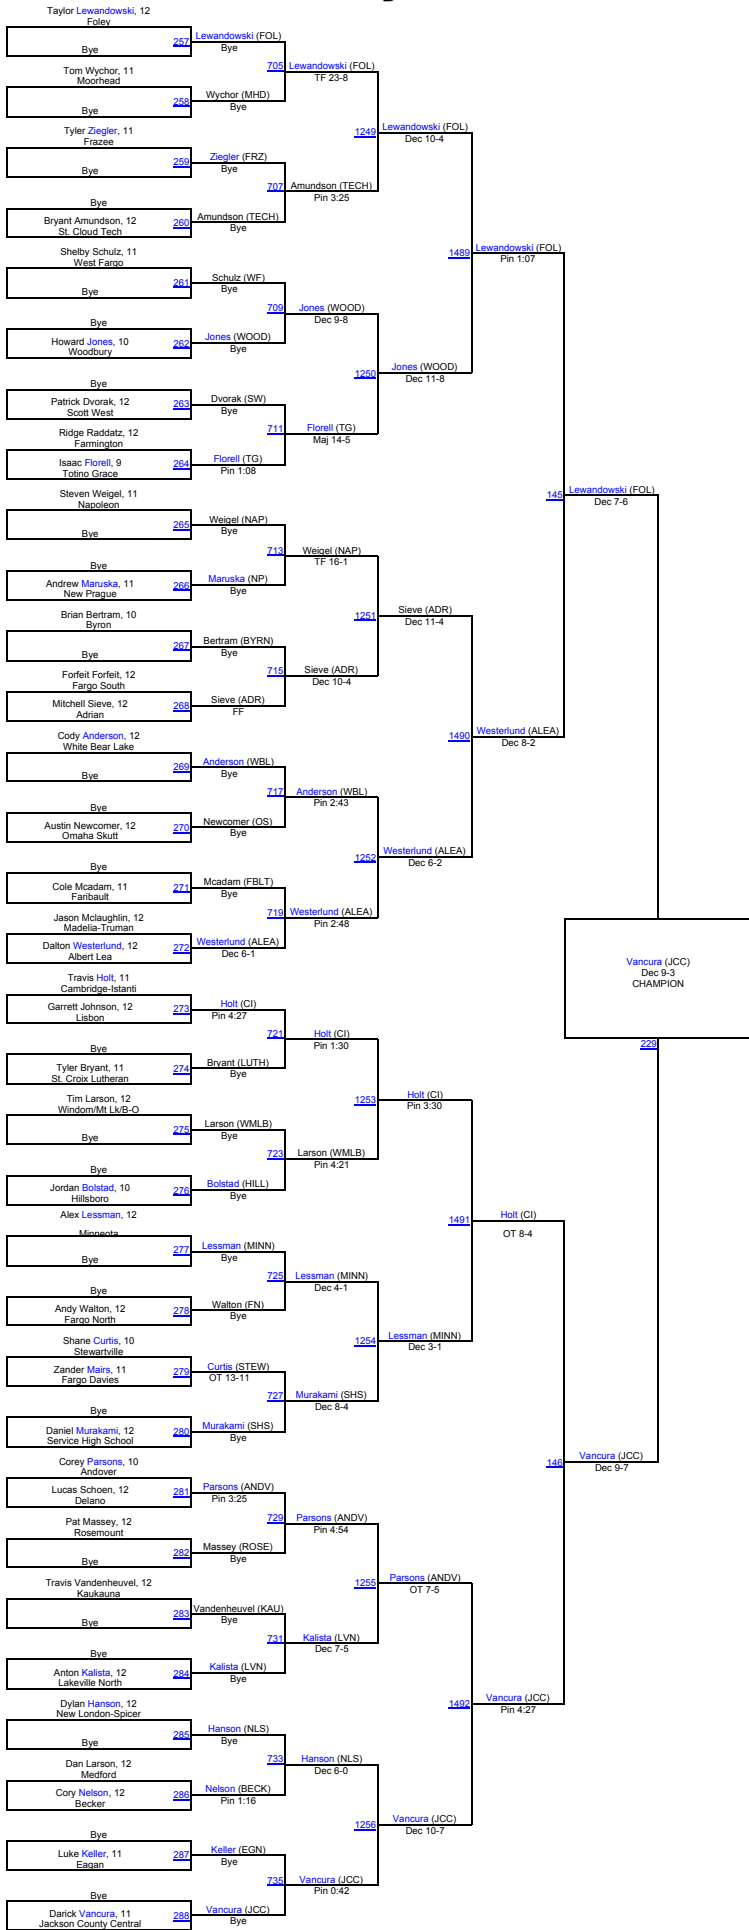 Taylor Lewandowski, 12
Foley
257
Lewandowski (FOL)
Bye
Bye
705
Lewandowski (FOL)
TF 23-8
Tom Wychor, 11
Moorhead
258
Wychor (MHD)
Bye
Bye
1249
Lewandowski (FOL)
Dec 10-4
Tyler Ziegler, 11
Frazee
259
Ziegler (FRZ)
Bye
Bye
707
Amundson (TECH)
Pin 3:25
Bye
Bryant Amundson, 12
St. Cloud Tech
260
Amundson (TECH)
Bye
1489
Lewandowski (FOL)
Pin 1:07
Shelby Schulz, 11
West Fargo
261
Schulz (WF)
Bye
Bye
709
Jones (WOOD)
Dec 9-8
Bye
Howard Jones, 10
Woodbury
262
Jones (WOOD)
Bye
1250
Jones (WOOD)
Dec 11-8
Bye
Patrick Dvorak, 12
Scott West
263
Dvorak (SW)
Bye
711
Florell (TG)
Maj 14-5
Ridge Raddatz, 12
Farmington
Isaac Florell, 9
Totino Grace
264
Florell (TG)
Pin 1:08
145
Lewandowski (FOL)
Dec 7-6
Steven Weigel, 11
Napoleon
265
Weigel (NAP)
Bye
Bye
713
Weigel (NAP)
TF 16-1
Bye
Andrew Maruska, 11
New Prague
266
Maruska (NP)
Bye
1251
Sieve (ADR)
Dec 11-4
Brian Bertram, 10
Byron
267
Bertram (BYRN)
Bye
Bye
715
Sieve (ADR)
Dec 10-4
Forfeit Forfeit, 12
Fargo South
Mitchell Sieve, 12
Adrian
268
Sieve (ADR)
FF
1490
Westerlund (ALEA)
Dec 8-2
Cody Anderson, 12
White Bear Lake
269
Anderson (WBL)
Bye
Bye
717
Anderson (WBL)
Pin 2:43
Bye
Austin Newcomer, 12
Omaha Skutt
270
Newcomer (OS)
Bye
1252
Westerlund (ALEA)
Dec 6-2
Bye
Cole Mcadam, 11
Faribault
271
Mcadam (FBLT)
Bye
719
Westerlund (ALEA)
Pin 2:48
Jason Mclaughlin, 12
Madelia-Truman
Dalton Westerlund, 12
Albert Lea
272
Westerlund (ALEA)
Dec 6-1
Vancura (JCC)
Dec 9-3
CHAMPION
229
Travis Holt, 11
Cambridge-Istanti
Garrett Johnson, 12
Lisbon
273
Holt (CI)
Pin 4:27
721
Holt (CI)
Pin 1:30
Bye
Tyler Bryant, 11
St. Croix Lutheran
274
Bryant (LUTH)
Bye
1253
Holt (CI)
Pin 3:30
Tim Larson, 12
Windom/Mt Lk/B-O
275
Larson (WMLB)
Bye
Bye
723
Larson (WMLB)
Pin 4:21
Bye
Jordan Bolstad, 10
Hillsboro
276
Bolstad (HILL)
Bye
1491
Holt (CI)
OT 8-4
Alex Lessman, 12
Minneota
277
Lessman (MINN)
Bye
Bye
725
Lessman (MINN)
Dec 4-1
Bye
Andy Walton, 12
Fargo North
278
Walton (FN)
Bye
1254
Lessman (MINN)
Dec 3-1
Shane Curtis, 10
Stewartville
Zander Mairs, 11
Fargo Davies
279
Curtis (STEW)
OT 13-11
727
Murakami (SHS)
Dec 8-4
Bye
Daniel Murakami, 12
Service High School
280
Murakami (SHS)
Bye
146
Vancura (JCC)
Dec 9-7
Corey Parsons, 10
Andover
Lucas Schoen, 12
Delano
281
Parsons (ANDV)
Pin 3:25
729
Parsons (ANDV)
Pin 4:54
Pat Massey, 12
Rosemount
282
Massey (ROSE)
Bye
Bye
1255
Parsons (ANDV)
OT 7-5
Travis Vandenheuvel, 12
Kaukauna
283
Vandenheuvel (KAU)
Bye
Bye
731
Kalista (LVN)
Dec 7-5
Bye
Anton Kalista, 12
Lakeville North
284
Kalista (LVN)
Bye
1492
Vancura (JCC)
Pin 4:27
Dylan Hanson, 12
New London-Spicer
285
Hanson (NLS)
Bye
Bye
733
Hanson (NLS)
Dec 6-0
Dan Larson, 12
Medford
Cory Nelson, 12
Becker
286
Nelson (BECK)
Pin 1:16
1256
Vancura (JCC)
Dec 10-7
Bye
Luke Keller, 11
Eagan
287
Keller (EGN)
Bye
735
Vancura (JCC)
Pin 0:42
Bye
Darick Vancura, 11
Jackson County Central
288
Vancura (JCC)
Bye